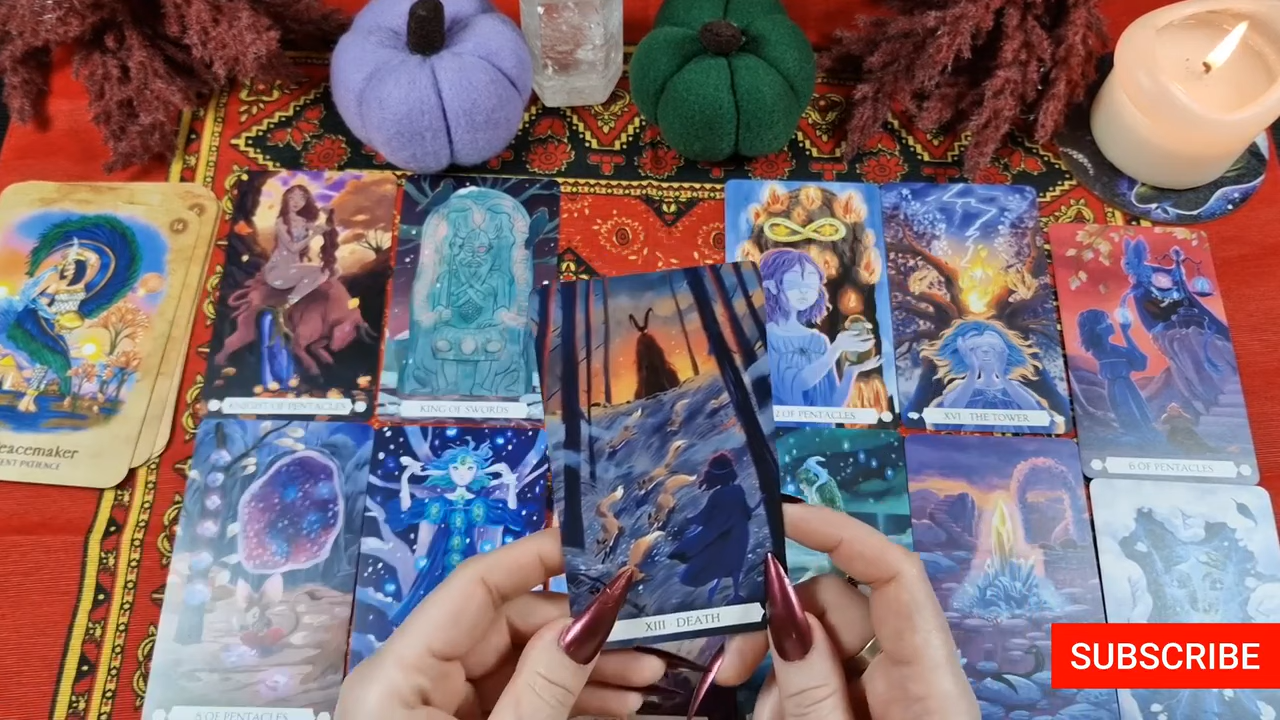 KNIGHT OF PENTACLES
KING OF SWORDS
2 OF PENTACLES
XVI THE TOWER
eacemaker
ENT PATIENCE
6 OF PENTACLES
XIII DEATH
SUBSCRIBE
OF PENTACLES